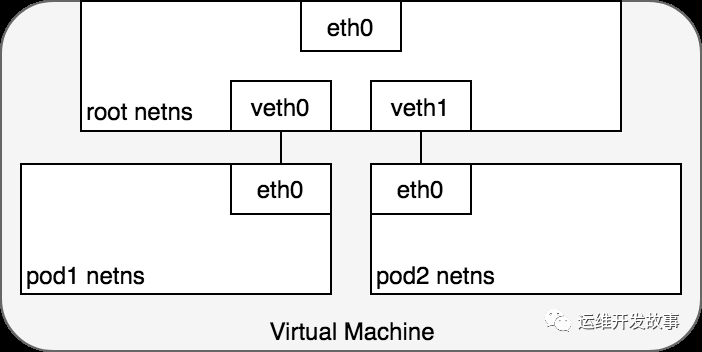 eth0
root netns
veth0
veth1
eth0
eth0
pod1 netns
pod2 netns
Virtual Machine
运维开发故事